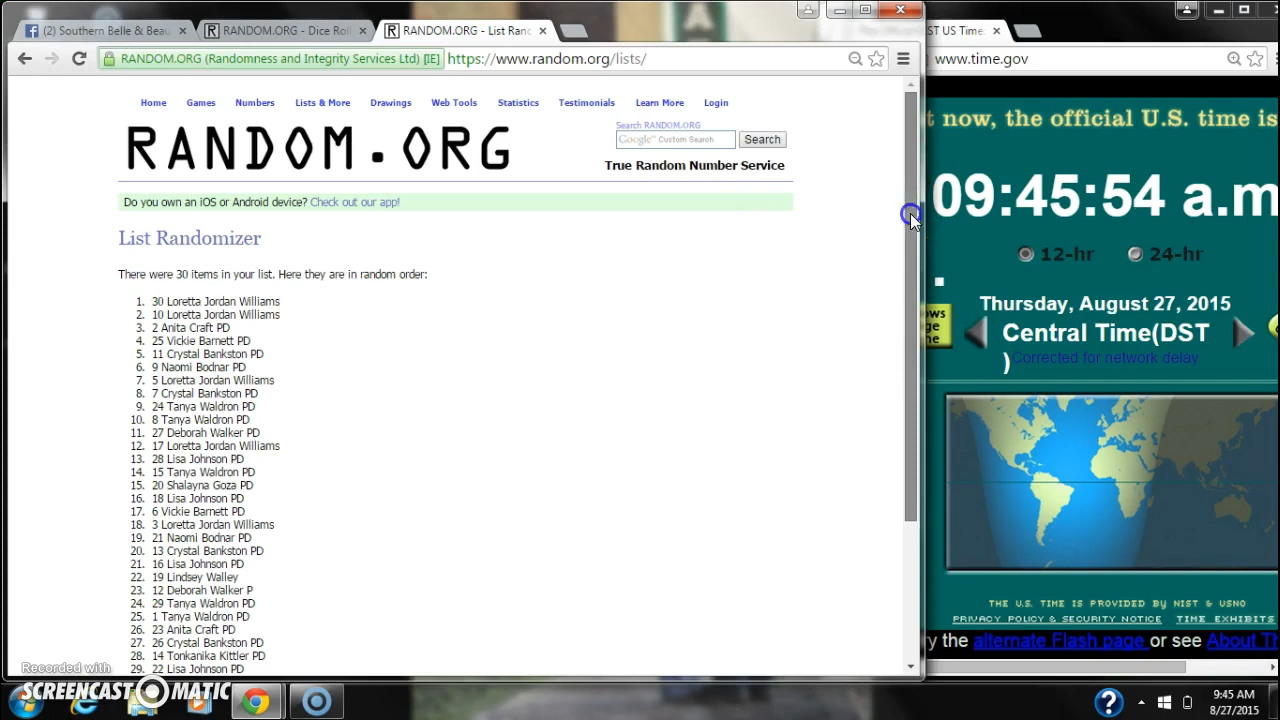 (2) Southern Belle & Beau
RANDOM.ORG - Dice Roll
RANDOM.ORG - List Ran
ST US Time
RANDOM.ORG (Randomness and Integrity Services Ltd) [IE]
https://www.random.org/lists/
www.time.gov
Home Games Numbers Lists & More Drawings Web Tools Statistics Testimonials Learn More Login
RANDOM.ORG
Search RANDOM.ORG
Google™ Custom Search
Search
True Random Number Service
Do you own an iOS or Android device? Check out our app!
List Randomizer
There were 30 items in your list. Here they are in random order:
1. 30 Loretta Jordan Williams
2. 10 Loretta Jordan Williams
3. 2 Anita Craft PD
4. 25 Vickie Barnett PD
5. 11 Crystal Bankston PD
6. 9 Naomi Bodnar PD
7. 5 Loretta Jordan Williams
8. 7 Crystal Bankston PD
9. 24 Tanya Waldron PD
10. 8 Tanya Waldron PD
11. 27 Deborah Walker PD
12. 17 Loretta Jordan Williams
13. 28 Lisa Johnson PD
14. 15 Tanya Waldron PD
15. 20 Shalayna Goza PD
16. 18 Lisa Johnson PD
17. 6 Vickie Barnett PD
18. 3 Loretta Jordan Williams
19. 21 Naomi Bodnar PD
20. 13 Crystal Bankston PD
21. 16 Lisa Johnson PD
22. 19 Lindsey Walley
23. 12 Deborah Walker P
24. 29 Tanya Waldron PD
25. 1 Tanya Waldron PD
26. 23 Anita Craft PD
27. 26 Crystal Bankston PD
28. 14 Tonkanika Kittler PD
29. 22 Lisa Johnson PD
t now, the official U.S. time is
09:45:54 a.m
.
12-hr 24-hr
ows
ge
ne
Thursday, August 27, 2015
Central Time(DST
)
Corrected for network delay
THE U.S. TIME IS PROVIDED BY NIST & USNO
PRIVACY POLICY & SECURITY NOTICE TIME EXHIBITS
ry the alternate Flash page or see About Th
Recorded with
SCREENCAST MATIC
9:45 AM
8/27/2015